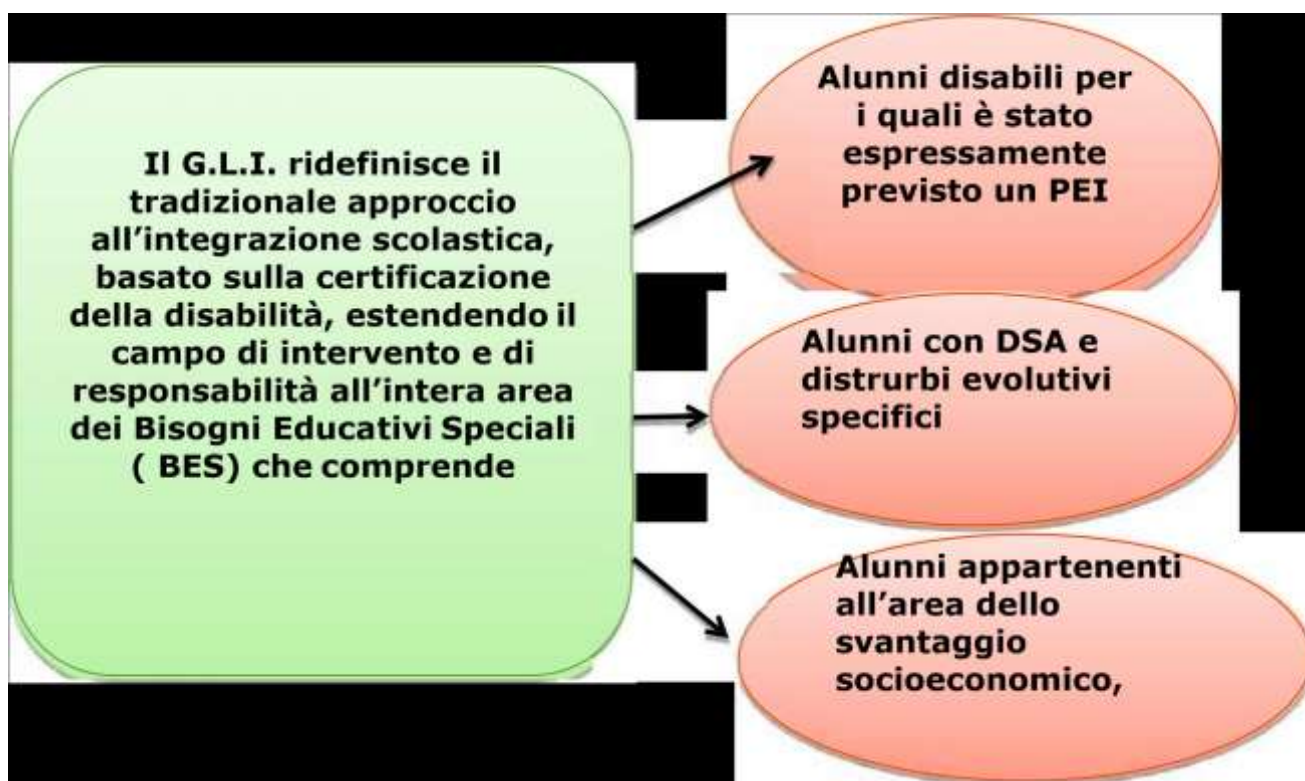 Il G.L.I. ridefinisce il
tradizionale approccio
all’integrazione scolastica,
basato sulla certificazione
della disabilità, estendendo il
campo di intervento e di
responsabilità all’intera area
dei Bisogni Educativi Speciali
( BES) che comprende
Alunni disabili per
i quali è stato
espressamente
previsto un PEI
Alunni con DSA e
distrurbi evolutivi
specifici
Alunni appartenenti
all’area dello
svantaggio
socioeconomico,